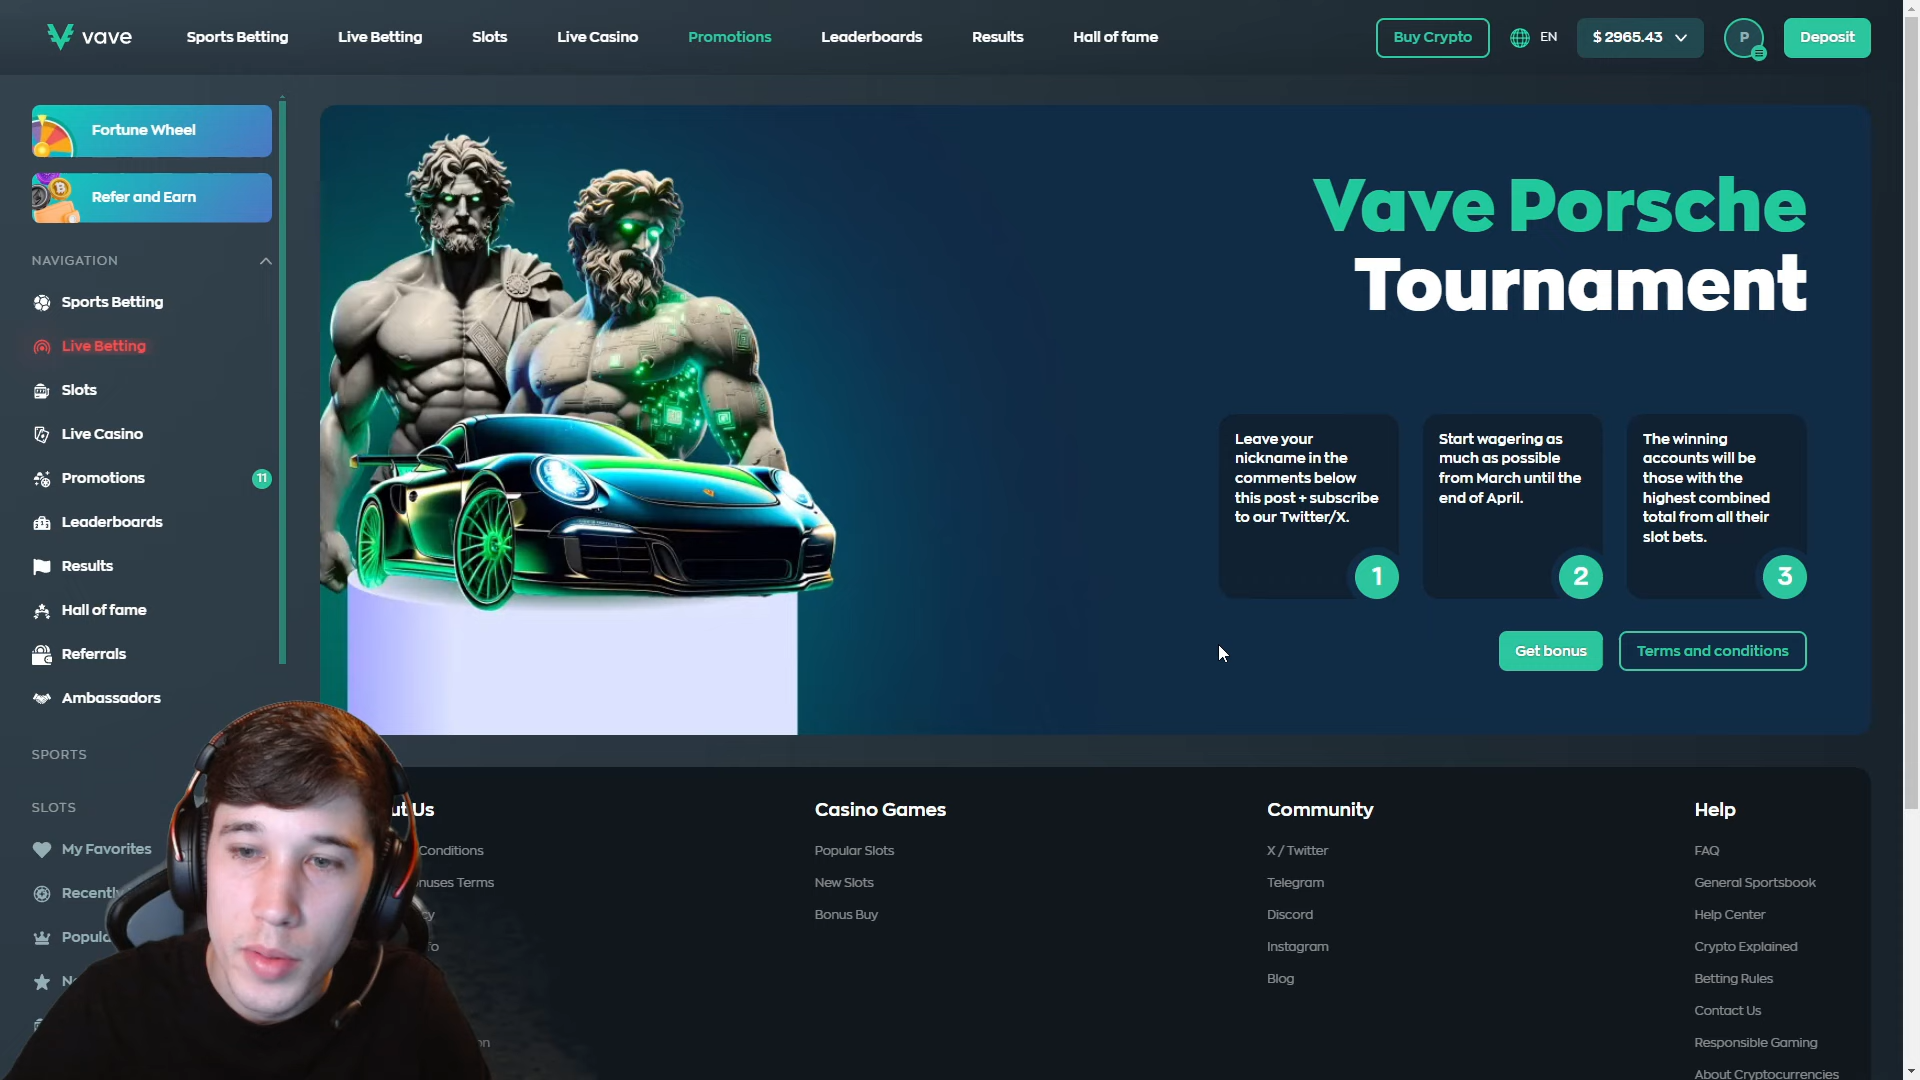 vave
Sports Betting
Live Betting
Slots
Live Casino
Promotions
Leaderboards
Results
Hall of fame
Buy Crypto
EN
$ 2965.43
P
Deposit
Fortune Wheel
Refer and Earn
NAVIGATION
Sports Betting
Live Betting
Slots
Live Casino
Promotions
11
Leaderboards
Results
Hall of fame
Referrals
Ambassadors
SPORTS
SLOTS
My Favorites
Vave Porsche
Tournament
Leave your
nickname in the
comments below
this post + subscribe
to our Twitter/X.
1
Start wagering as
much as possible
from March until the
end of April.
2
The winning
accounts will be
those with the
highest combined
total from all their
slot bets.
3
Get bonus
Terms and conditions
Us
Conditions
Terms
Casino Games
Popular Slots
New Slots
Bonus Buy
Community
X / Twitter
Telegram
Discord
Instagram
Blog
Help
FAQ
General Sportsbook
Help Center
Crypto Explained
Betting Rules
Contact Us
Responsible Gaming
About Cryptocurrencies